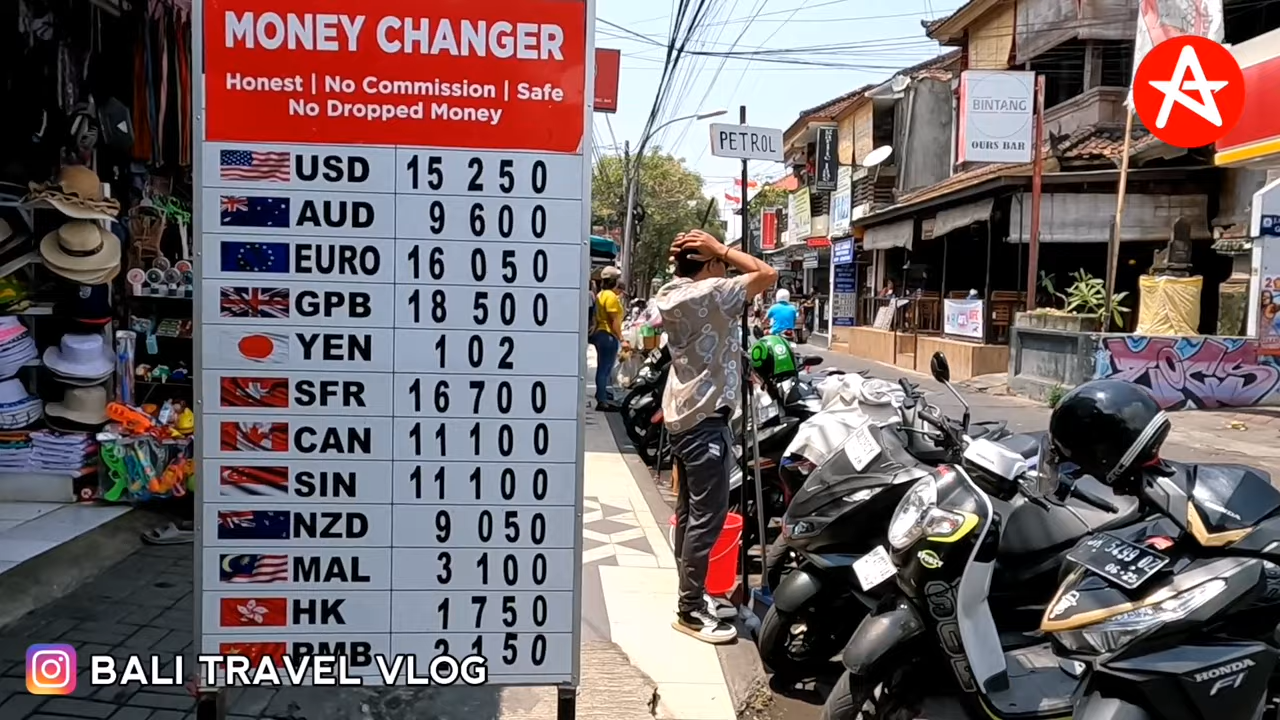 MONEY CHANGER
Honest | No Commission | Safe
No Dropped Money
USD 15 250
AUD 9 600
EURO 16 050
GPB 18 500
YEN 102
SFR 16 700
CAN 11 100
SIN 11 100
NZD 9 050
MAL 3 100
HK 1 750
RMB 2 150
BALI TRAVEL VLOG
PETROL
BINTANG
OURS BAR
HONDA
F1